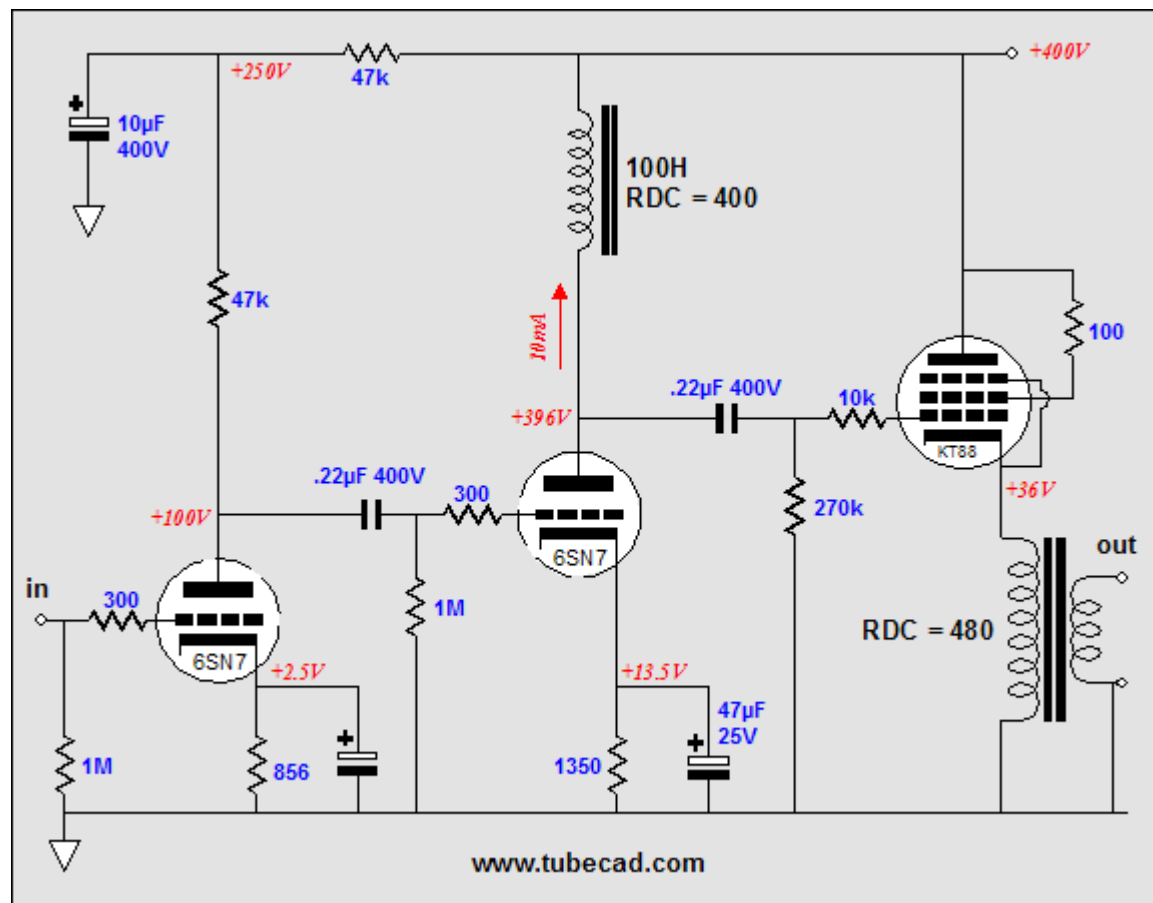 +250V
47k
+400V
+
10µF
400V
100H
RDC = 400
47k
10mA
100
.22µF 400V
10k
+396V
KT88
.22µF 400V
300
+36V
+100V
270k
6SN7
out
in
300
1M
RDC = 480
6SN7
+2.5V
+13.5V
47µF
25V
+
+
1M
856
1350
www.tubecad.com